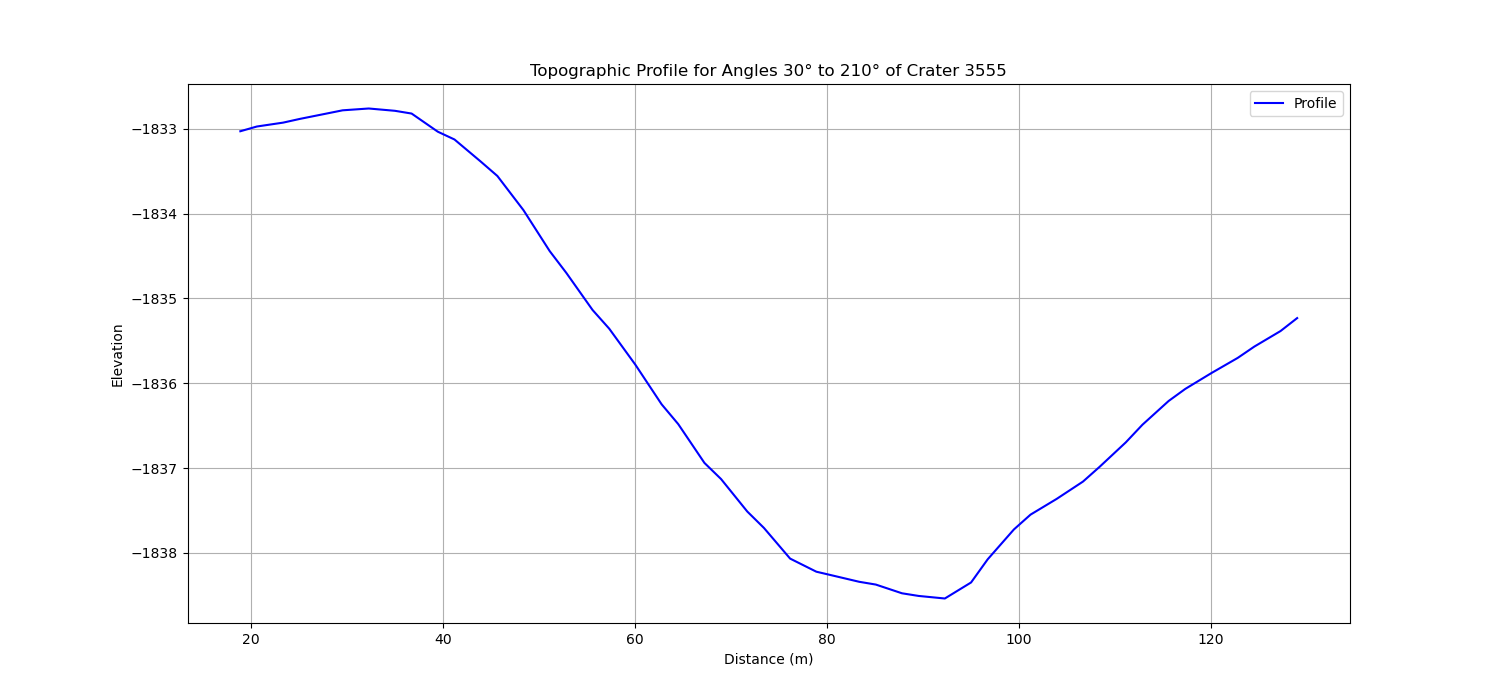 Topographic Profile for Angles 30° to 210° of Crater 3555
Profile
−1833
−1834
−1835
−1836
−1837
−1838
Elevation
20 40 60 80 100 120
Distance (m)